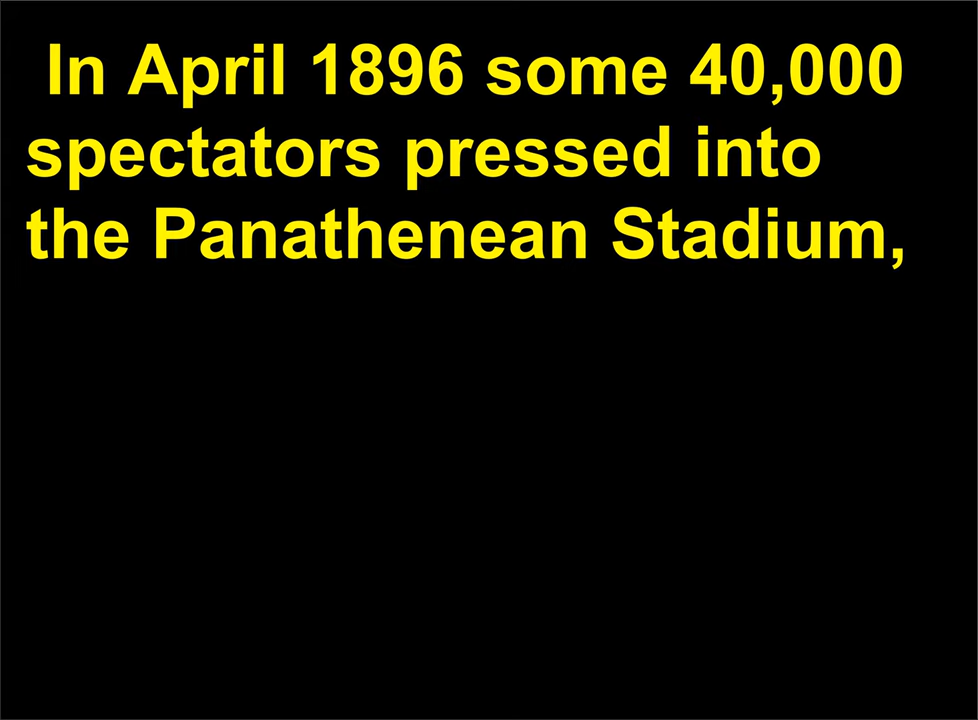 In April 1896 some 40,000
spectators pressed into
the Panathenean Stadium,